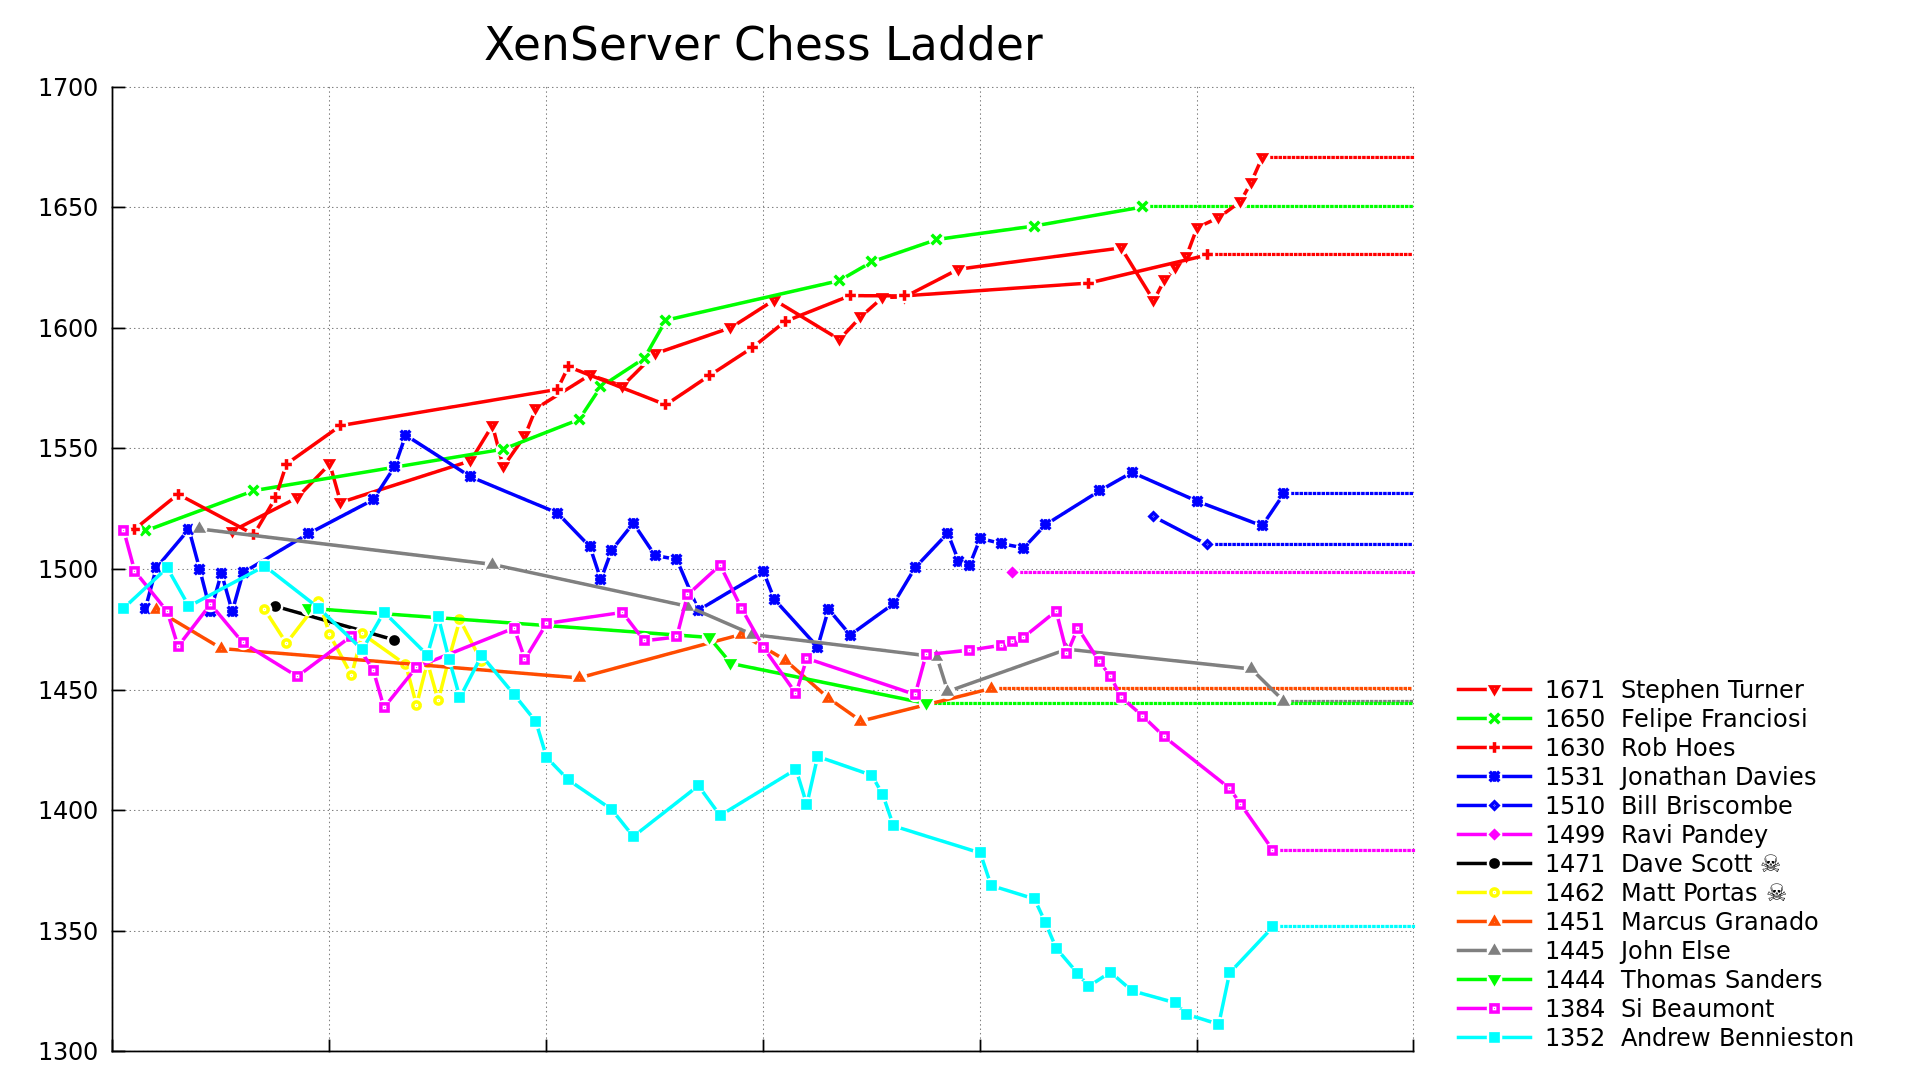 XenServer Chess Ladder
1700
1650
1600
1550
1500
1450
1400
1350
1300
1671 Stephen Turner
1650 Felipe Franciosi
1630 Rob Hoes
1531 Jonathan Davies
1510 Bill Briscombe
1499 Ravi Pandey
1471 Dave Scott ☠
1462 Matt Portas ☠
1451 Marcus Granado
1445 John Else
1444 Thomas Sanders
1384 Si Beaumont
1352 Andrew Bennieston